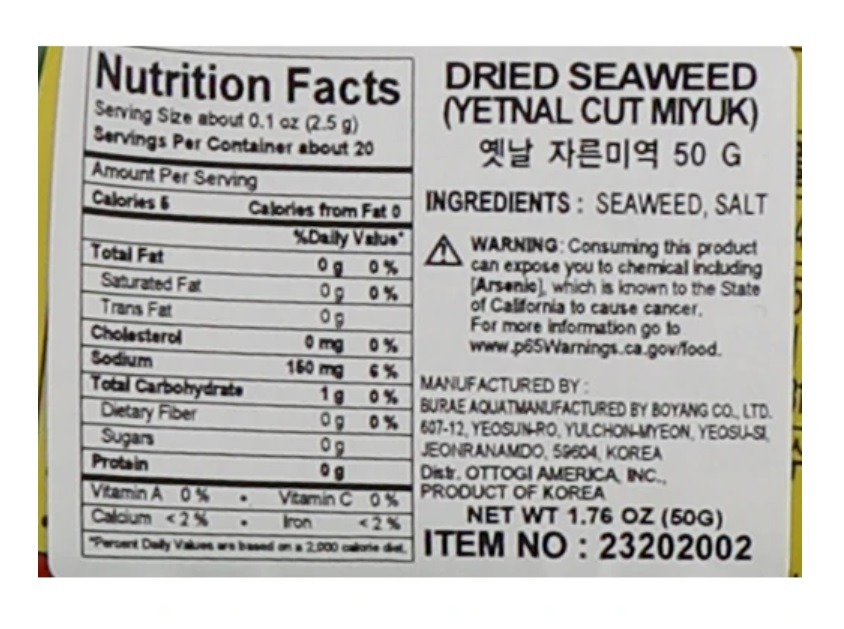 Nutrition Facts
Serving Size about 0.1 oz (2.5 g)
Servings Per Container about 20
Amount Per Serving
Calories 5 Calories from Fat 0
%Daily Value*
Total Fat 0 g 0 %
Saturated Fat 0 g 0 %
Trans Fat 0 g
Cholesterol 0 mg 0 %
Sodium 150 mg 6 %
Total Carbohydrate 1 g 0 %
Dietary Fiber 0 g 0 %
Sugars 0 g
Protein 0 g
Vitamin A 0 % • Vitamin C 0 %
Calcium <2 % • Iron <2 %
*Percent Daily Values are based on a 2,000 calorie diet.
DRIED SEAWEED
(YETNAL CUT MIYUK)
옛날 자른미역 50 G
INGREDIENTS : SEAWEED, SALT
WARNING: Consuming this product
can expose you to chemical including
[Arsenic], which is known to the State
of California to cause cancer.
For more information go to
www.p65Warnings.ca.gov/food.
MANUFACTURED BY :
BURAE AQUATMANUFACTURED BY BOYANG CO., LTD.
607-12, YEOSUN-RO, YULCHON-MYEON, YEOSU-SI,
JEONRANAMDO, 59604, KOREA
Distr. OTTOGI AMERICA, INC.,
PRODUCT OF KOREA
NET WT 1.76 OZ (50G)
ITEM NO : 23202002